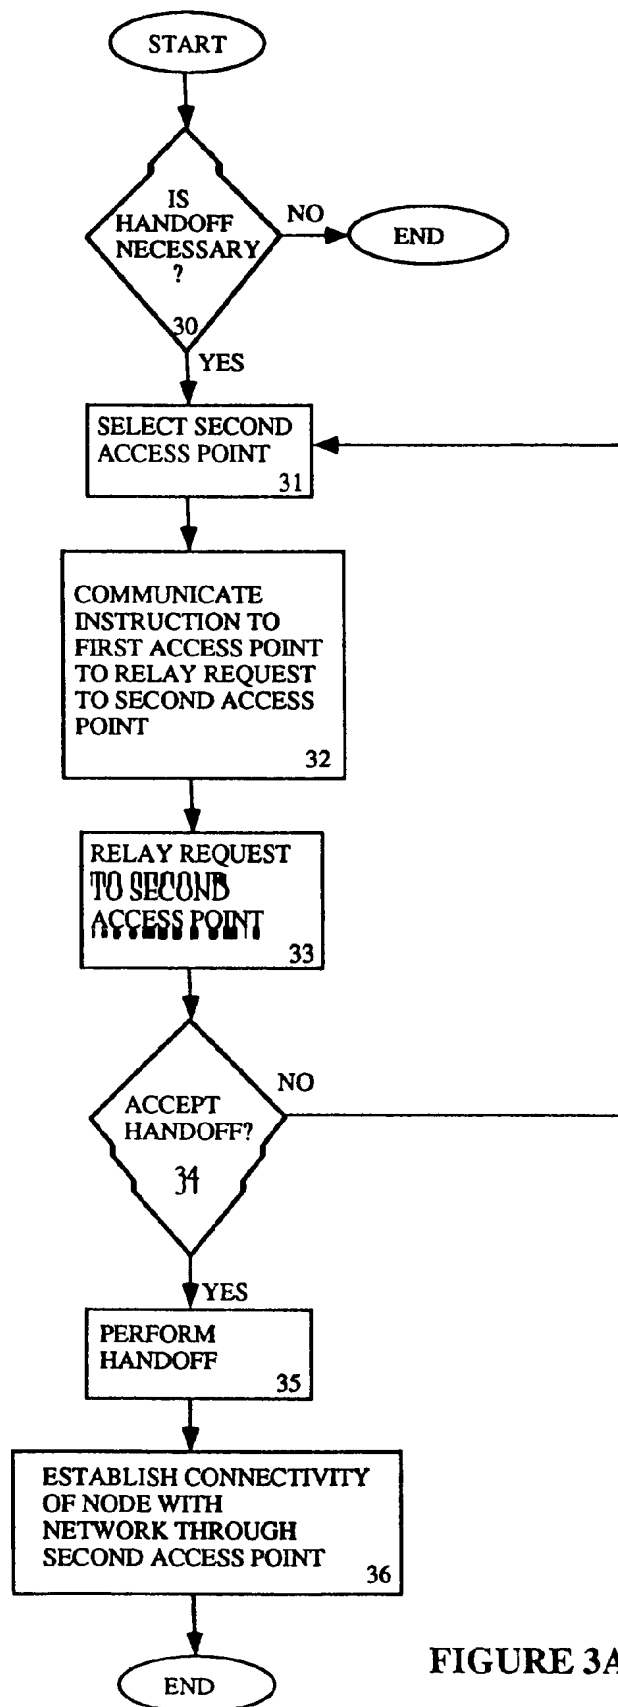 START
IS
HANDOFF
NECESSARY
?
30
NO
END
YES
SELECT SECOND
ACCESS POINT
31
COMMUNICATE
INSTRUCTION TO
FIRST ACCESS POINT
TO RELAY REQUEST
TO SECOND ACCESS
POINT
32
RELAY REQUEST
TO SECOND
ACCESS POINT
33
NO
ACCEPT
HANDOFF?
34
YES
PERFORM
HANDOFF
35
ESTABLISH CONNECTIVITY
OF NODE WITH
NETWORK THROUGH
SECOND ACCESS POINT
36
END
FIGURE 3A